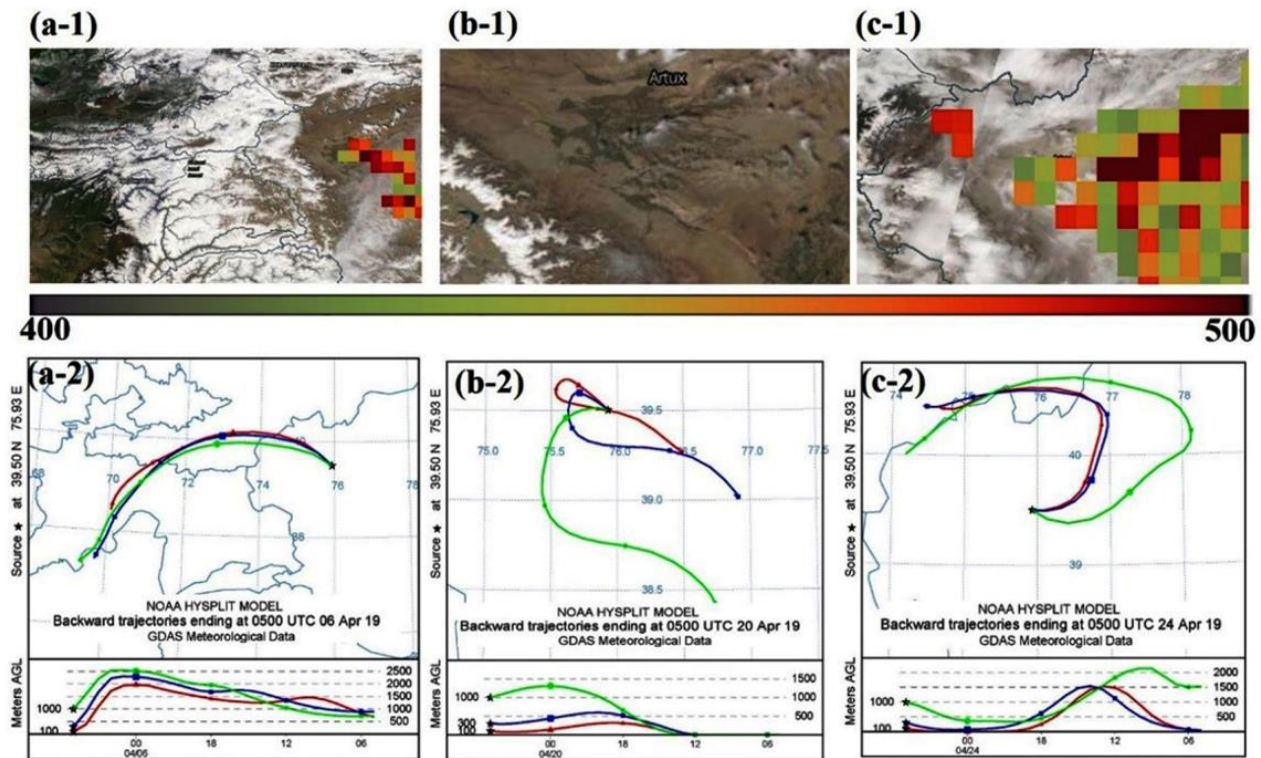 (a-1)
(b-1)
(c-1)
Artux
400
500
(a-2)
Source ★ at 39.50 N 75.93 E
68
70
72
74
76
78
NOAA HYSPLIT MODEL
Backward trajectories ending at 0500 UTC 06 Apr 19
GDAS Meteorological Data
Meters AGL
2500
2000
1500
1000
500
1000
100
00
18
12
06
(b-2)
Source ★ at 39.50 N 75.93 E
39.5
75.0
75.5
76.0
76.5
77.0
77.5
39.0
38.5
NOAA HYSPLIT MODEL
Backward trajectories ending at 0500 UTC 20 Apr 19
GDAS Meteorological Data
Meters AGL
1500
1000
500
1000
300
100
00
18
12
06
04/20
(c-2)
Source ★ at 39.50 N 75.93 E
74
75
76
77
78
40
39
NOAA HYSPLIT MODEL
Backward trajectories ending at 0500 UTC 24 Apr 19
GDAS Meteorological Data
Meters AGL
2000
1500
1000
500
1000
100
00
18
12
06
04/24